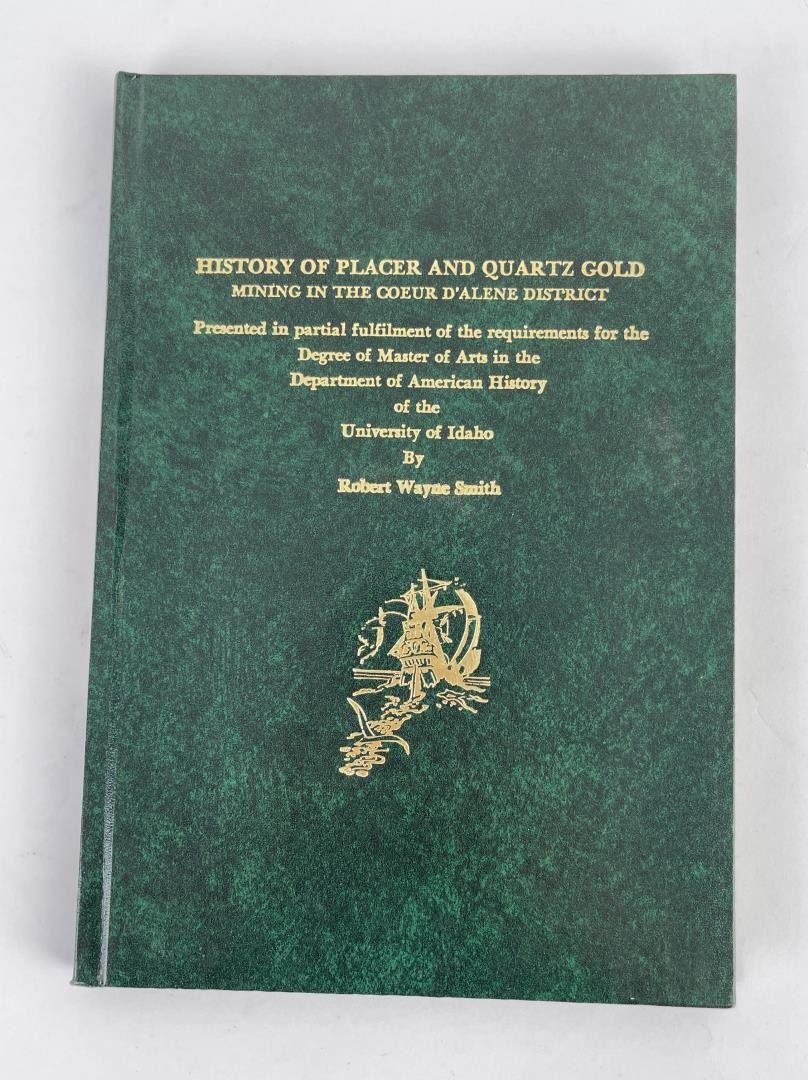 HISTORY OF PLACER AND QUARTZ GOLD
MINING IN THE COEUR D'ALENE DISTRICT
Presented in partial fulfilment of the requirements for the
Degree of Master of Arts in the
Department of American History
of the
University of Idaho
By
Robert Wayne Smith